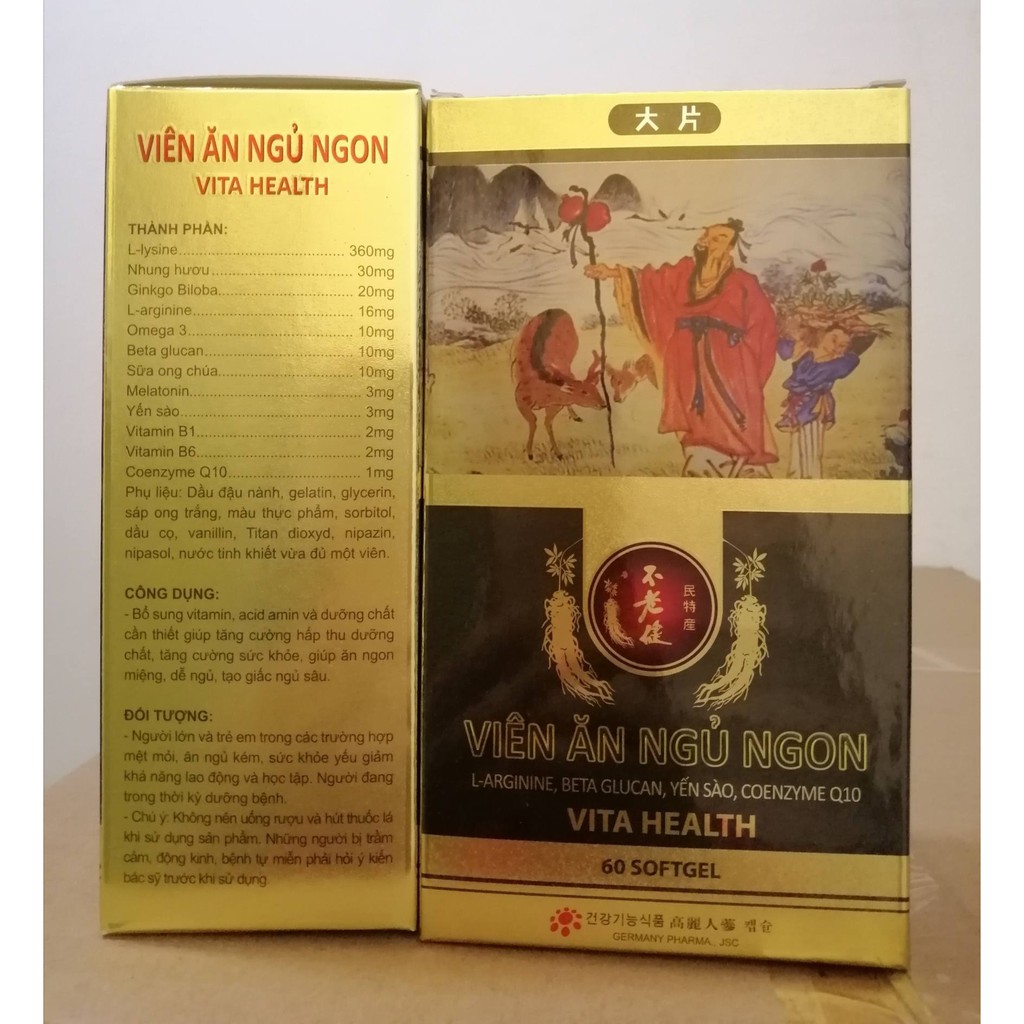 VIÊN ĂN NGỦ NGON
VITA HEALTH
THÀNH PHẦN:
L-lysine........................................ 360mg
Nhung hươu.................................. 30mg
Ginkgo Biloba................................ 20mg
L-arginine...................................... 16mg
Omega 3....................................... 10mg
Beta glucan................................... 10mg
Sữa ong chúa................................ 10mg
Melatonin........................................ 3mg
Yến sào.......................................... 3mg
Vitamin B1...................................... 2mg
Vitamin B6...................................... 2mg
Coenzyme Q10.............................. 1mg
Phụ liệu: Dầu đậu nành, gelatin, glycerin,
sáp ong trắng, màu thực phẩm, sorbitol,
dầu cọ, vanillin, Titan dioxyd, nipazin,
nipasol, nước tinh khiết vừa đủ một viên.
CÔNG DỤNG:
- Bổ sung vitamin, acid amin và dưỡng chất
cần thiết giúp tăng cường hấp thu dưỡng
chất, tăng cường sức khỏe, giúp ăn ngon
miệng, dễ ngủ, tạo giấc ngủ sâu.
ĐỐI TƯỢNG:
- Người lớn và trẻ em trong các trường hợp
mệt mỏi, ăn ngủ kém, sức khỏe yếu giảm
khả năng lao động và học tập. Người đang
trong thời kỳ dưỡng bệnh.
- Chú ý: Không nên uống rượu và hút thuốc lá
khi sử dụng sản phẩm. Những người bị trầm
cảm, động kinh, bệnh tự miễn phải hỏi ý kiến
bác sỹ trước khi sử dụng.
大片
不老健
民特産
VIÊN ĂN NGỦ NGON
L-ARGININE, BETA GLUCAN, YẾN SÀO, COENZYME Q10
VITA HEALTH
60 SOFTGEL
건강기능식품 高麗人蔘 캡슐
GERMANY PHARMA., JSC